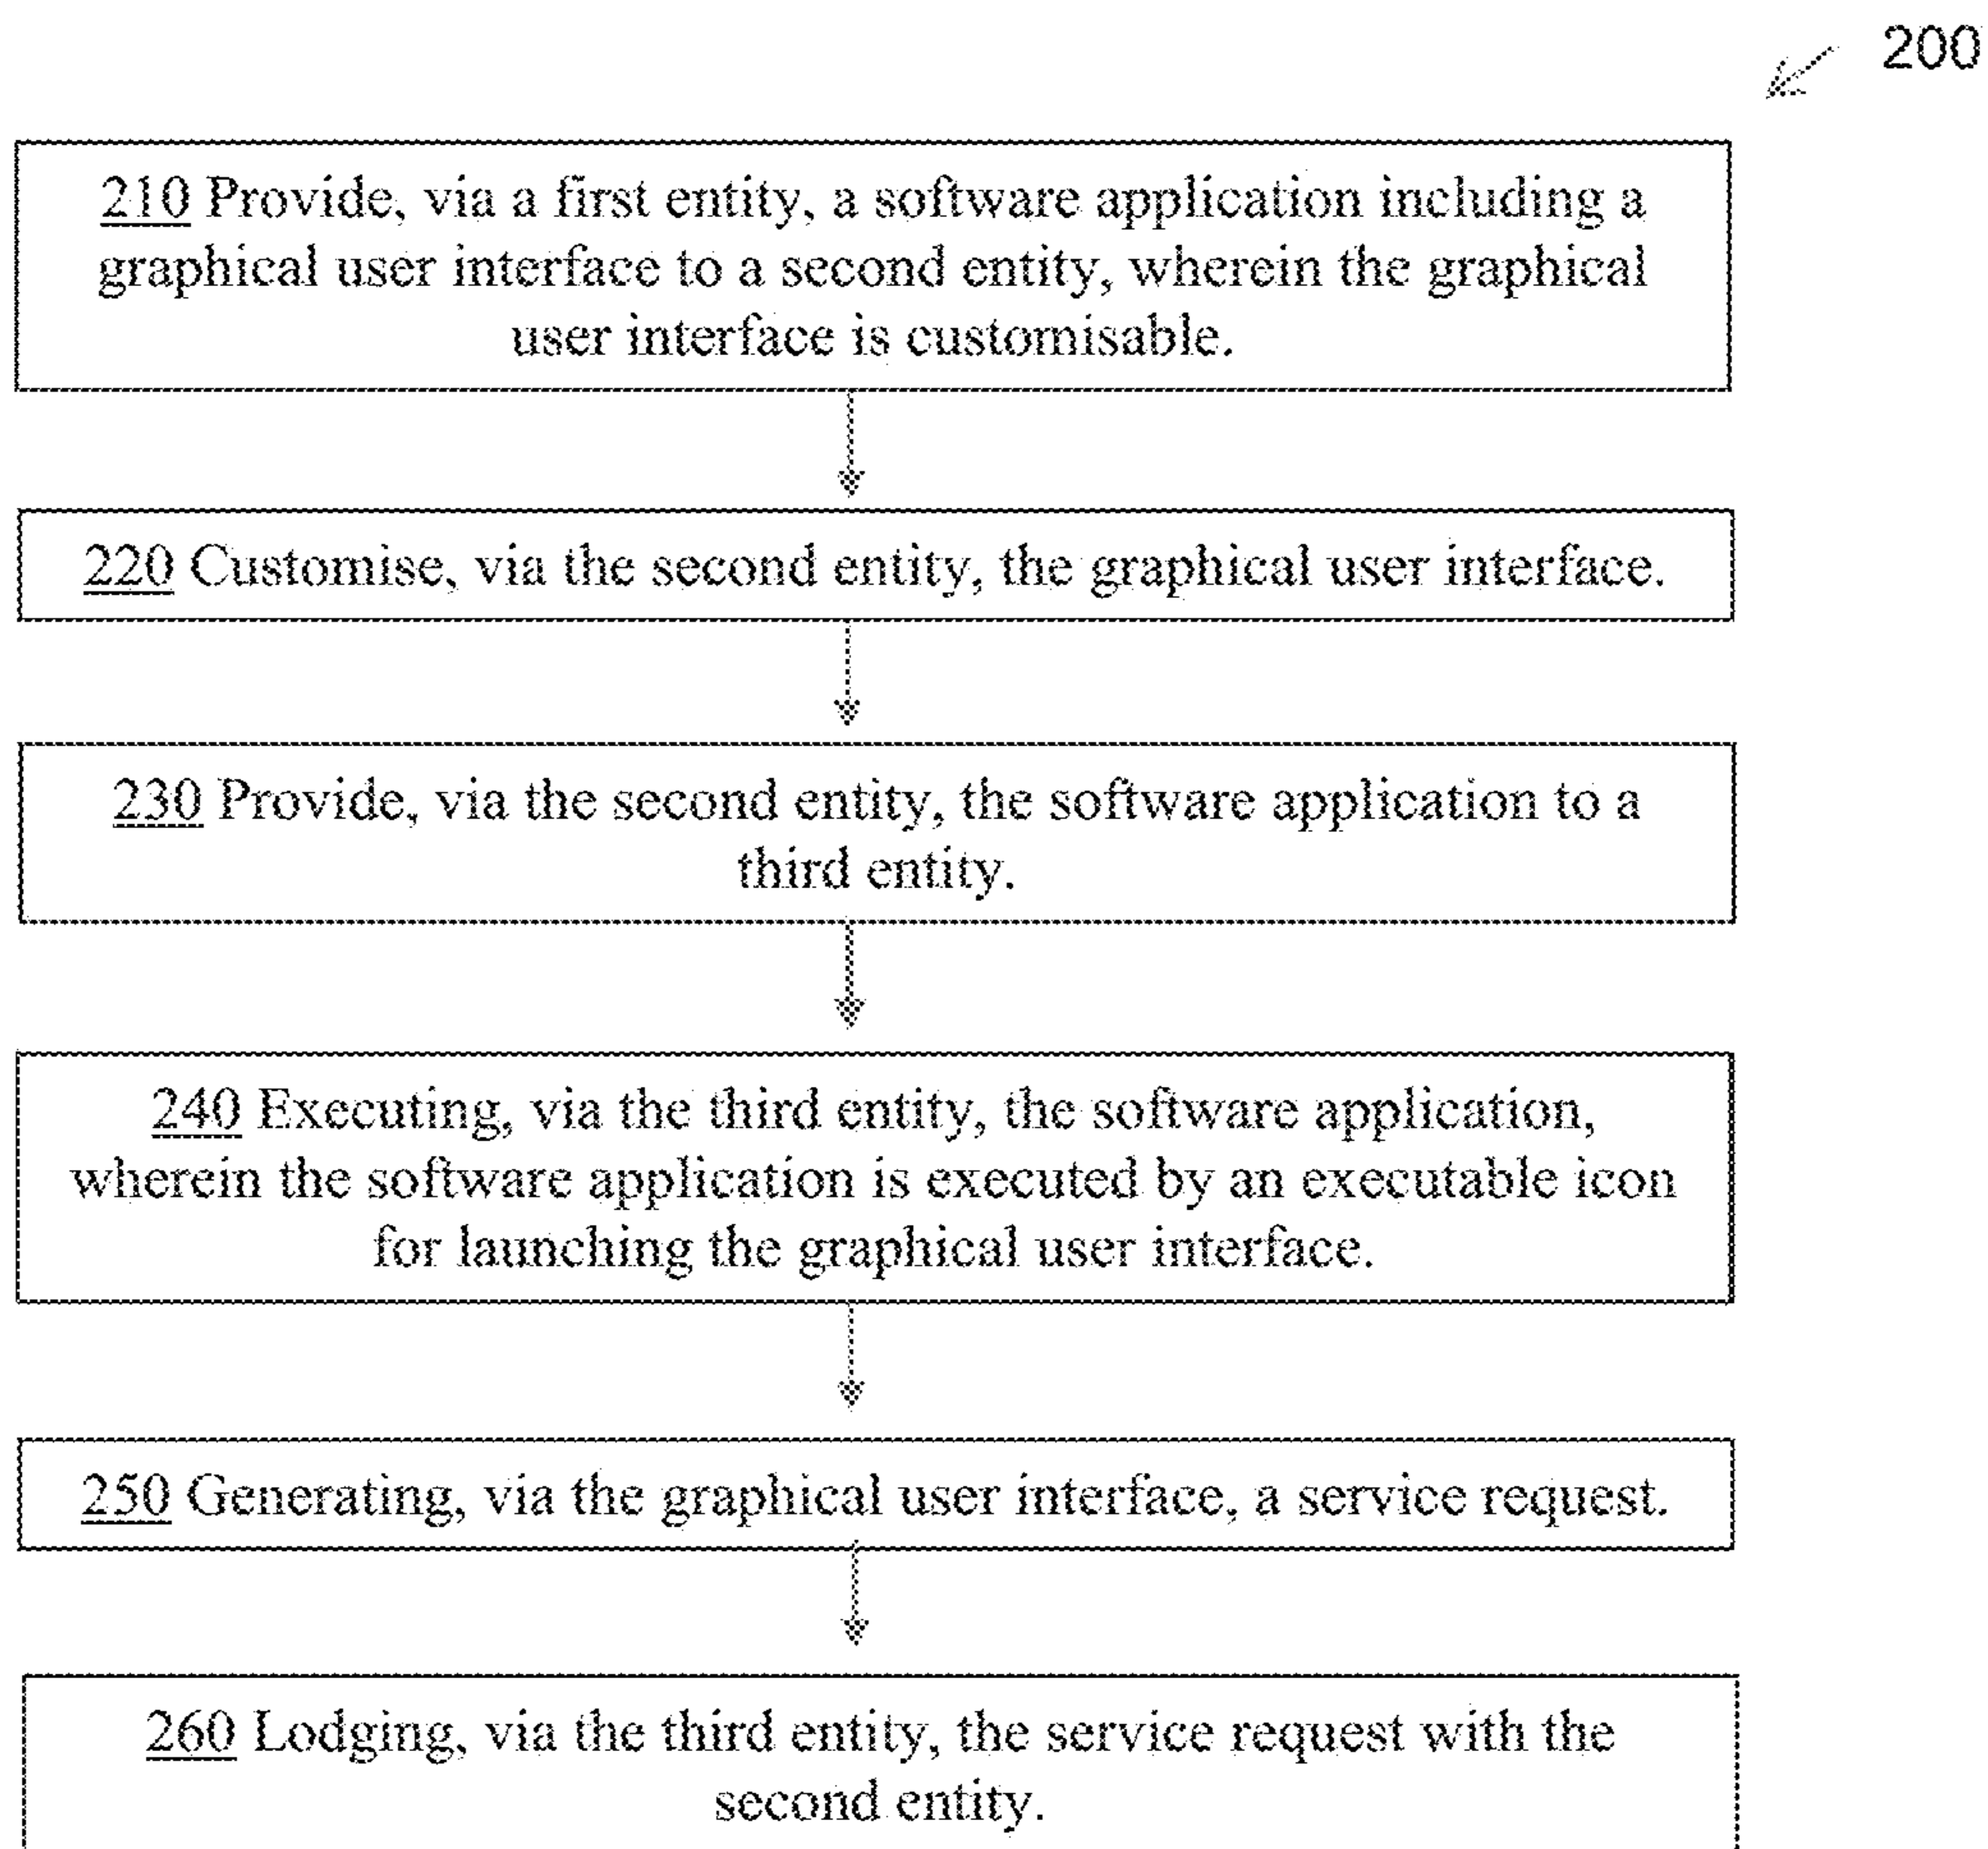 200
210 Provide, via a first entity, a software application including a
graphical user interface to a second entity, wherein the graphical
user interface is customisable.
220 Customise, via the second entity, the graphical user interface.
230 Provide, via the second entity, the software application to a
third entity.
240 Executing, via the third entity, the software application,
wherein the software application is executed by an executable icon
for launching the graphical user interface.
250 Generating, via the graphical user interface, a service request.
260 Lodging, via the third entity, the service request with the
second entity.